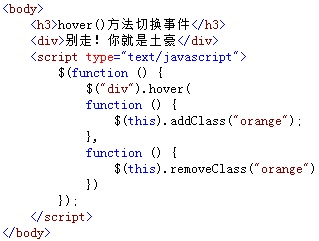 <body>
<h3>hover()方法切换事件</h3>
<div>别走！你就是土豪</div>
<script type="text/javascript">
$(function () {
$("div").hover(
function () {
$(this).addClass("orange");
},
function () {
$(this).removeClass("orange")
})
});
</script>
</body>